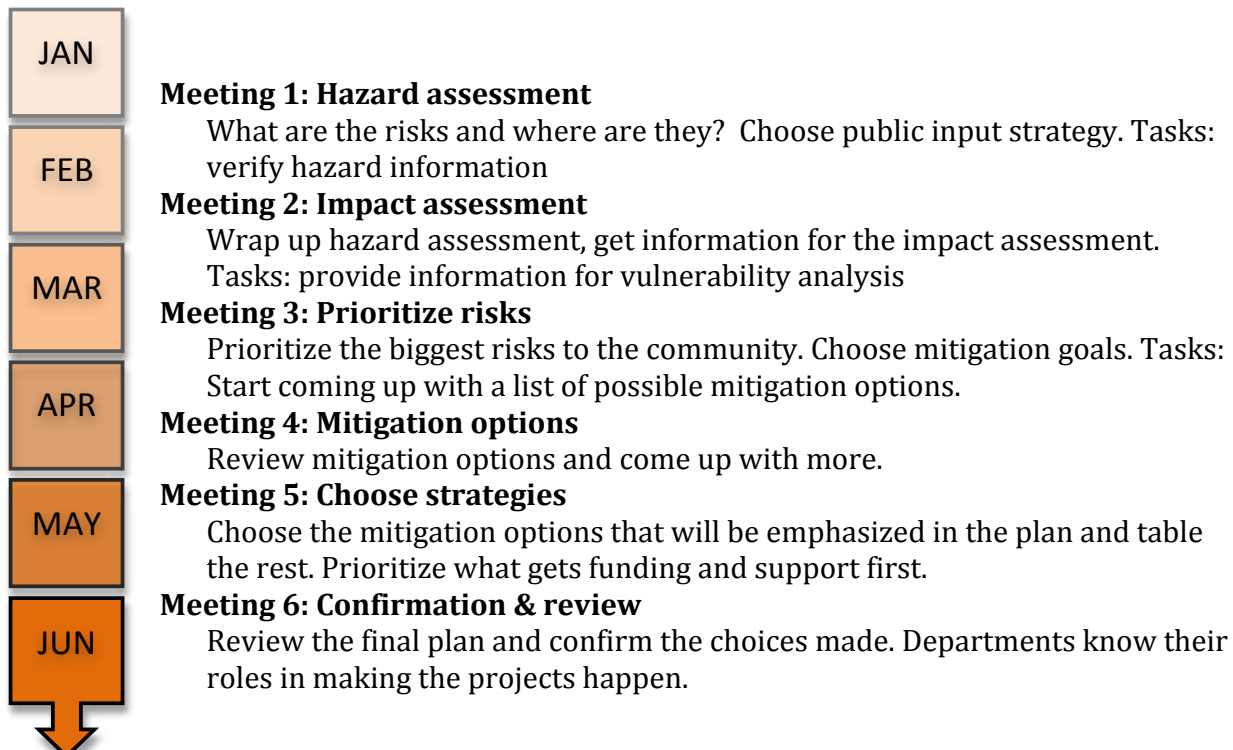 JAN
FEB
MAR
APR
MAY
JUN
Meeting 1: Hazard assessment
What are the risks and where are they?  Choose public input strategy. Tasks:
verify hazard information
Meeting 2: Impact assessment
Wrap up hazard assessment, get information for the impact assessment.
Tasks: provide information for vulnerability analysis
Meeting 3: Prioritize risks
Prioritize the biggest risks to the community. Choose mitigation goals. Tasks:
Start coming up with a list of possible mitigation options.
Meeting 4: Mitigation options
Review mitigation options and come up with more.
Meeting 5: Choose strategies
Choose the mitigation options that will be emphasized in the plan and table
the rest. Prioritize what gets funding and support first.
Meeting 6: Confirmation & review
Review the final plan and confirm the choices made. Departments know their
roles in making the projects happen.